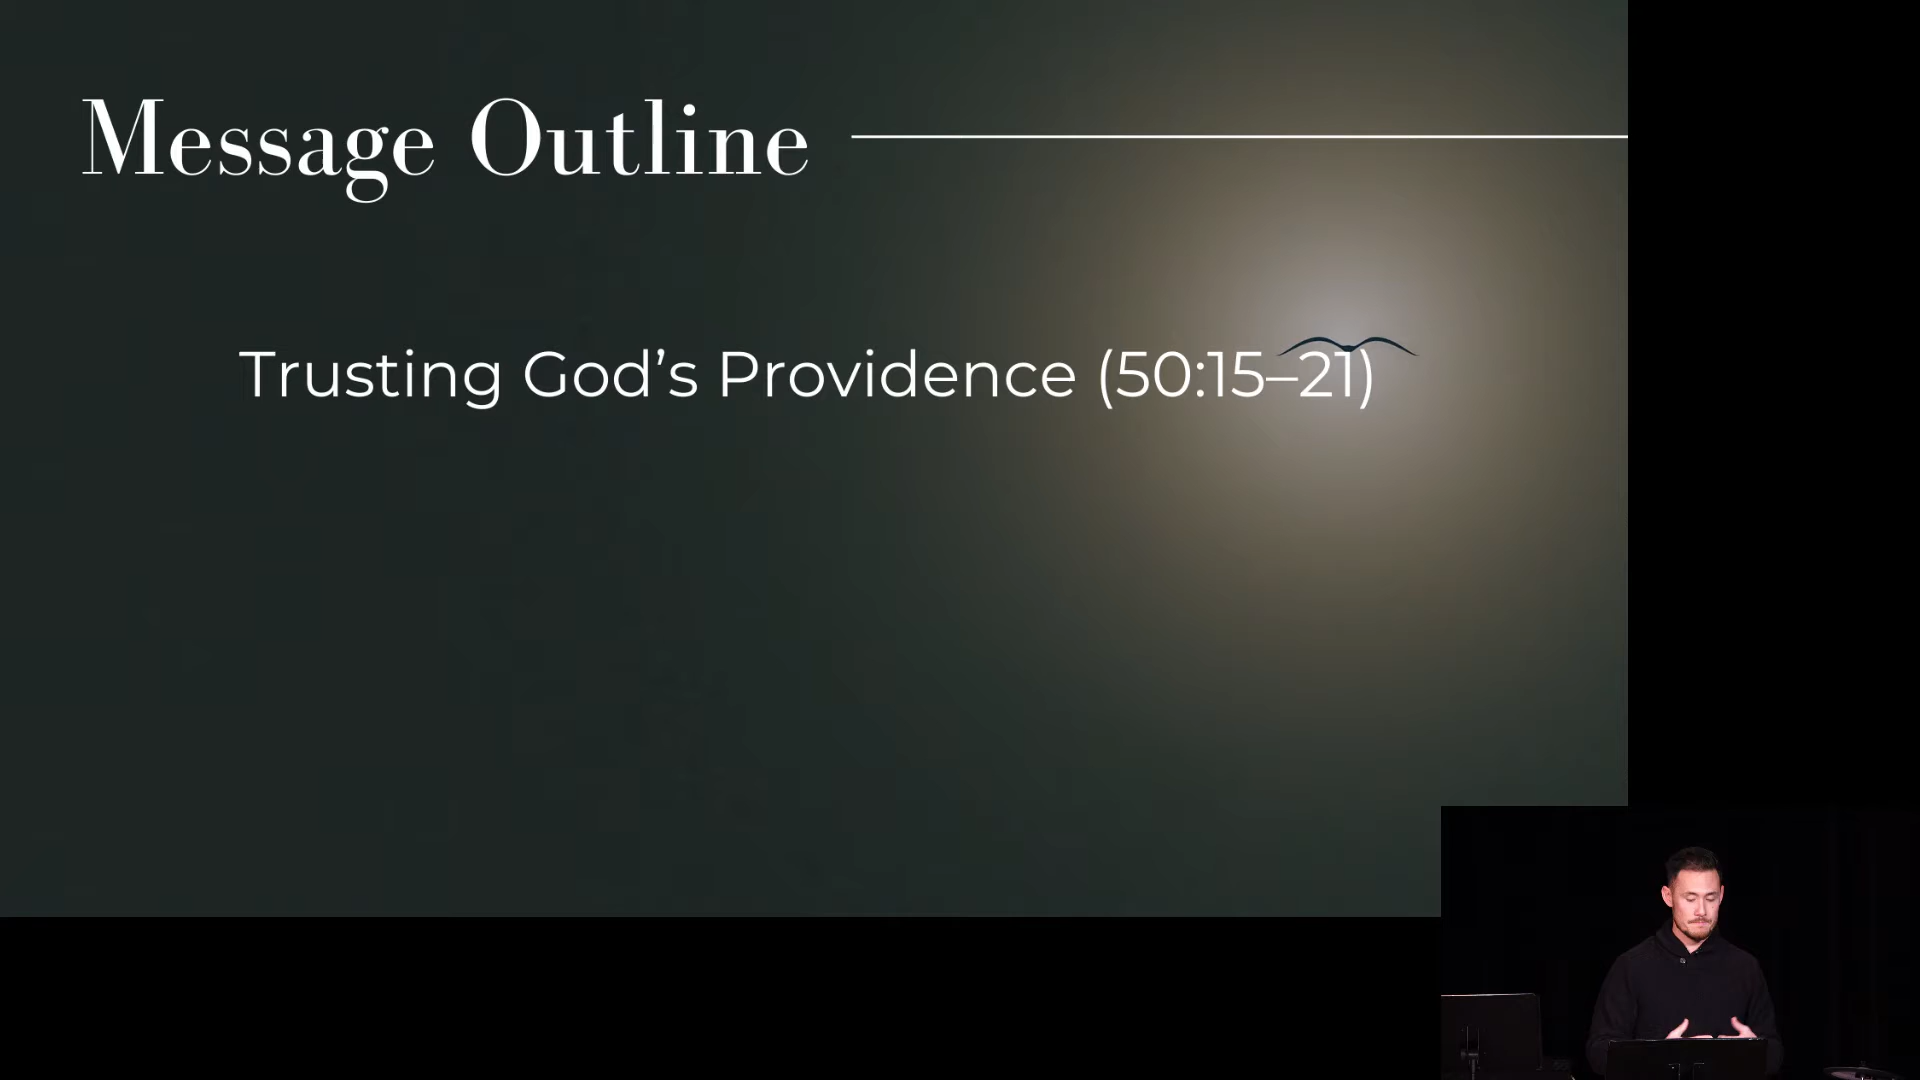 Message Outline
Trusting God’s Providence (50:15–21)